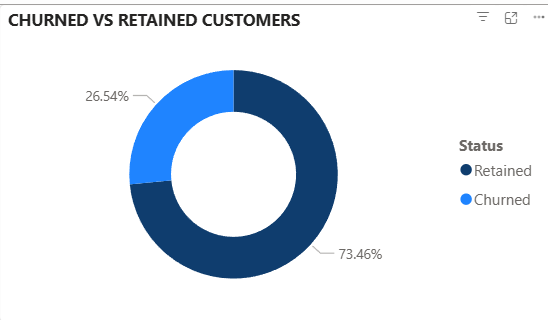 CHURNED VS RETAINED CUSTOMERS
26.54%
Status
Retained
Churned
73.46%